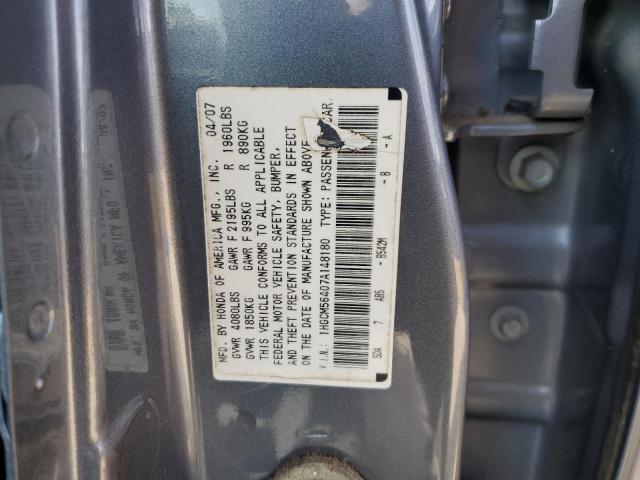 MFD. BY HONDA OF AMERICA MFG., INC. 04/07
GVWR 4080LBS GAWR F 2195LBS R 1960LBS
GVWR 1850KG GAWR F 995KG R 890KG
THIS VEHICLE CONFORMS TO ALL APPLICABLE
FEDERAL MOTOR VEHICLE SAFETY, BUMPER,
AND THEFT PREVENTION STANDARDS IN EFFECT
ON THE DATE OF MANUFACTURE SHOWN ABOVE
V.I.N.: 1HGCM56407A148180 TYPE: PASSENGER CAR
SDA 7 AB5 - B542M - B - A